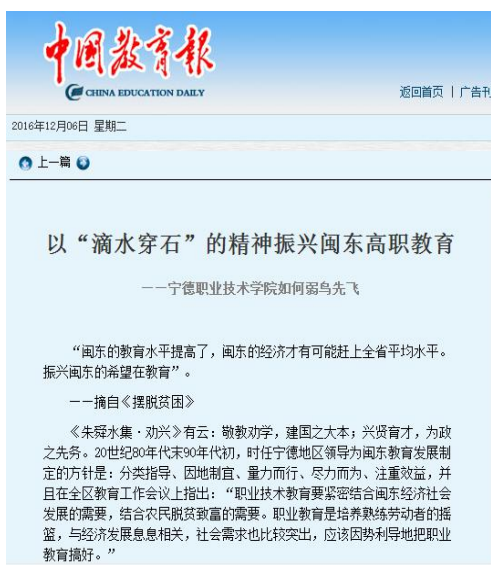 中国教育报
CHINA EDUCATION DAILY
返回首页 | 广告刊
2016年12月06日 星期二
上一篇
以“滴水穿石”的精神振兴闽东高职教育
——宁德职业技术学院如何弱鸟先飞
“闽东的教育水平提高了，闽东的经济才有可能赶上全省平均水平。
振兴闽东的希望在教育”。
——摘自《摆脱贫困》
《朱舜水集·劝兴》有云：敬教劝学，建国之大本；兴贤育才，为政
之先务。20世纪80年代末90年代初，时任宁德地区领导为闽东教育发展制
定的方针是：分类指导、因地制宜、量力而行、尽力而为、注重效益，并
且在全区教育工作会议上指出：“职业技术教育要紧密结合闽东经济社会
发展的需要，结合农民脱贫致富的需要。职业教育是培养熟练劳动者的摇
篮，与经济发展息息相关，社会需求也比较突出，应该因势利导地把职业
教育搞好。”